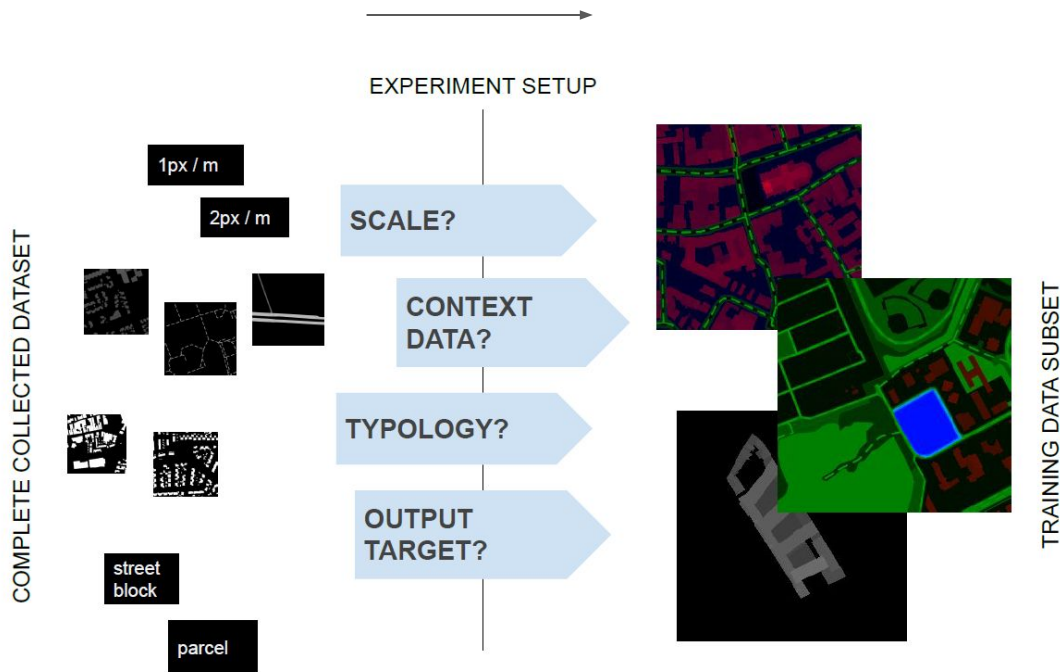 EXPERIMENT SETUP
COMPLETE COLLECTED DATASET
1px / m
2px / m
street
block
parcel
SCALE?
CONTEXT
DATA?
TYPOLOGY?
OUTPUT
TARGET?
TRAINING DATA SUBSET